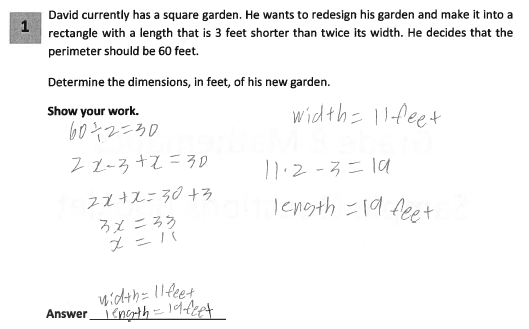 1
David currently has a square garden. He wants to redesign his garden and make it into a
rectangle with a length that is 3 feet shorter than twice its width. He decides that the
perimeter should be 60 feet.
Determine the dimensions, in feet, of his new garden.
Show your work.
60÷2=30
2x-3+x=30
2x+x=30+3
3x=33
x=11
width=11feet
11·2-3=19
length=19 feet
width=11feet
Answer length=19feet